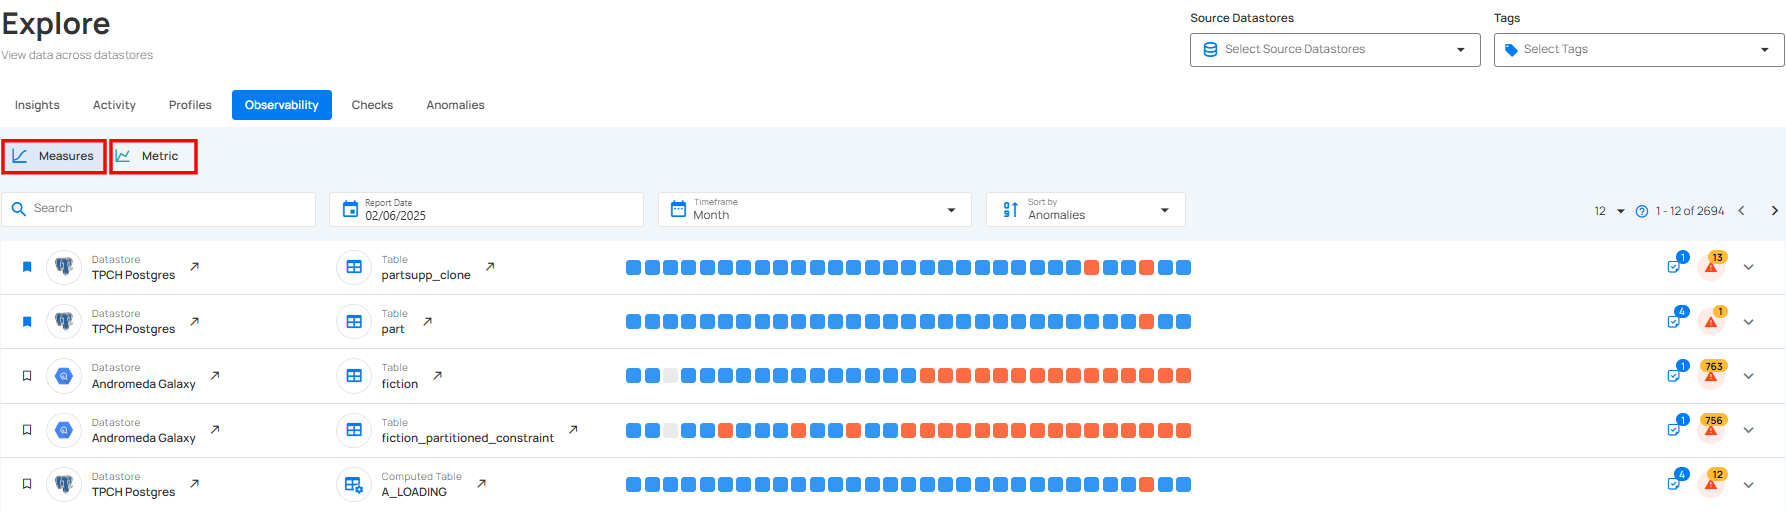 Explore
View data across datastores
Source Datastores
Select Source Datastores
Tags
Select Tags
Insights Activity Profiles Observability Checks Anomalies
Measures Metric
Search
Report Date
02/06/2025
Timeframe
Month
Sort by
Anomalies
12 1 - 12 of 2694
Datastore
TPCH Postgres
Table
partsupp_clone
1 13
Datastore
TPCH Postgres
Table
part
4 1
Datastore
Andromeda Galaxy
Table
fiction
1 763
Datastore
Andromeda Galaxy
Table
fiction_partitioned_constraint
1 756
Datastore
TPCH Postgres
Computed Table
A_LOADING
4 12